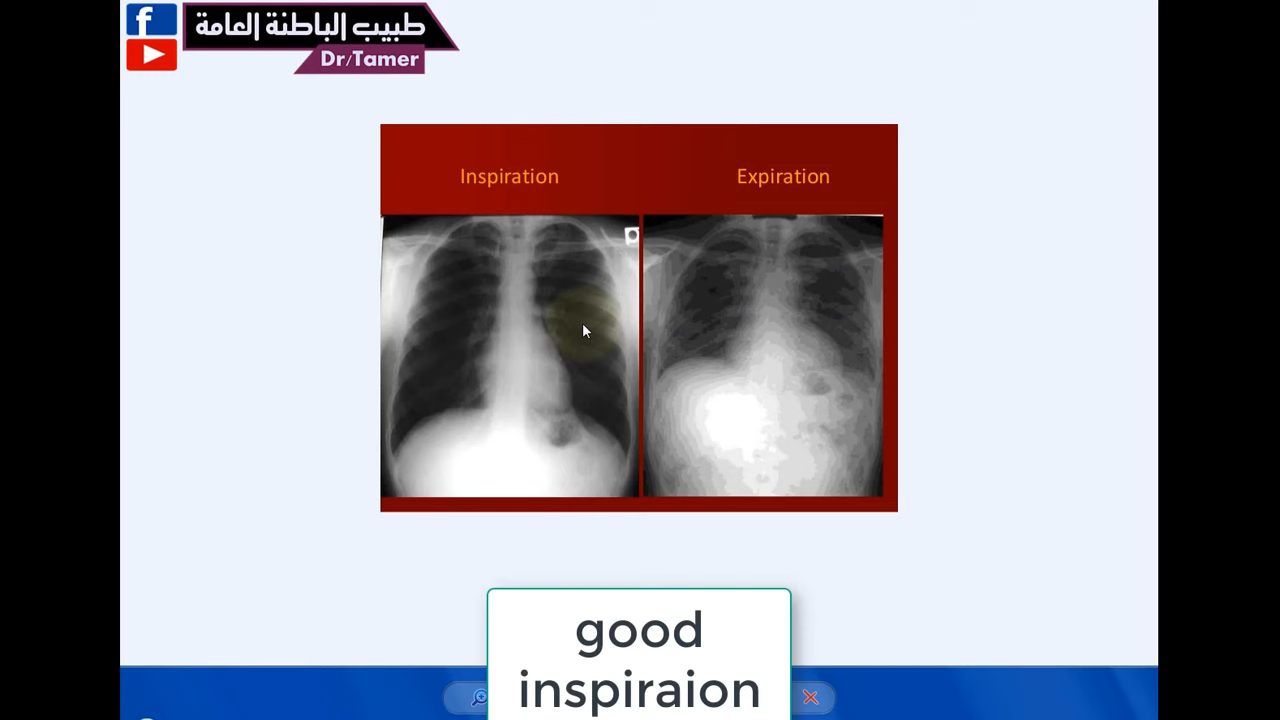 طبيب الباطنة العامة
Dr/Tamer
Inspiration
Expiration
good
inspiraion